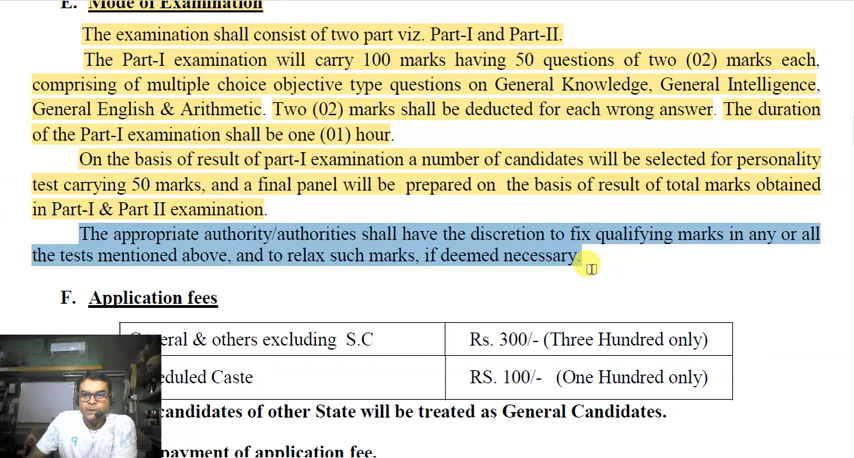 E. Mode of Examination
The examination shall consist of two part viz. Part-I and Part-II.
The Part-I examination will carry 100 marks having 50 questions of two (02) marks each,
comprising of multiple choice objective type questions on General Knowledge, General Intelligence,
General English & Arithmetic. Two (02) marks shall be deducted for each wrong answer. The duration
of the Part-I examination shall be one (01) hour.
On the basis of result of part-I examination a number of candidates will be selected for personality
test carrying 50 marks, and a final panel will be prepared on the basis of result of total marks obtained
in Part-I & Part II examination.
The appropriate authority/authorities shall have the discretion to fix qualifying marks in any or all
the tests mentioned above, and to relax such marks, if deemed necessary.
F. Application fees
& others excluding S.C Rs. 300/- (Three Hundred only)
Caste RS. 100/- (One Hundred only)
candidates of other State will be treated as General Candidates.
payment of application fee.